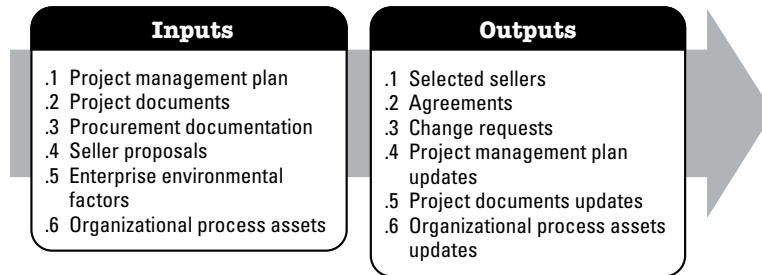 Inputs
.1 Project management plan
.2 Project documents
.3 Procurement documentation
.4 Seller proposals
.5 Enterprise environmental
factors
.6 Organizational process assets
Outputs
.1 Selected sellers
.2 Agreements
.3 Change requests
.4 Project management plan
updates
.5 Project documents updates
.6 Organizational process assets
updates